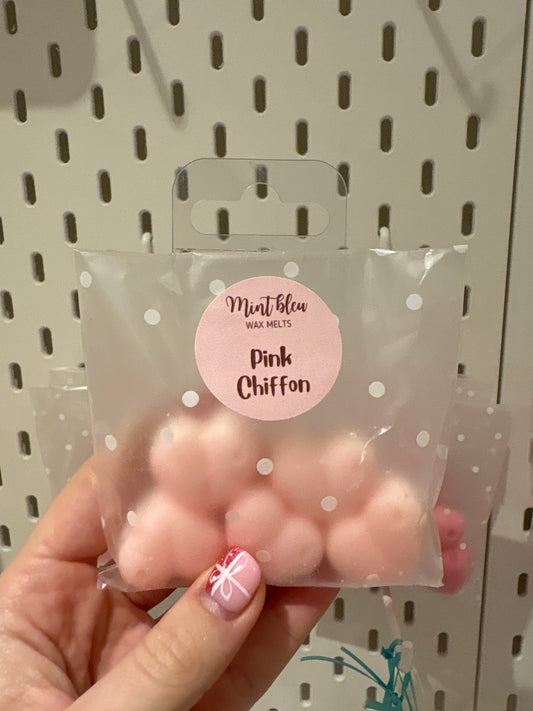 Mint bleu
WAX MELTS
Pink
Chiffon